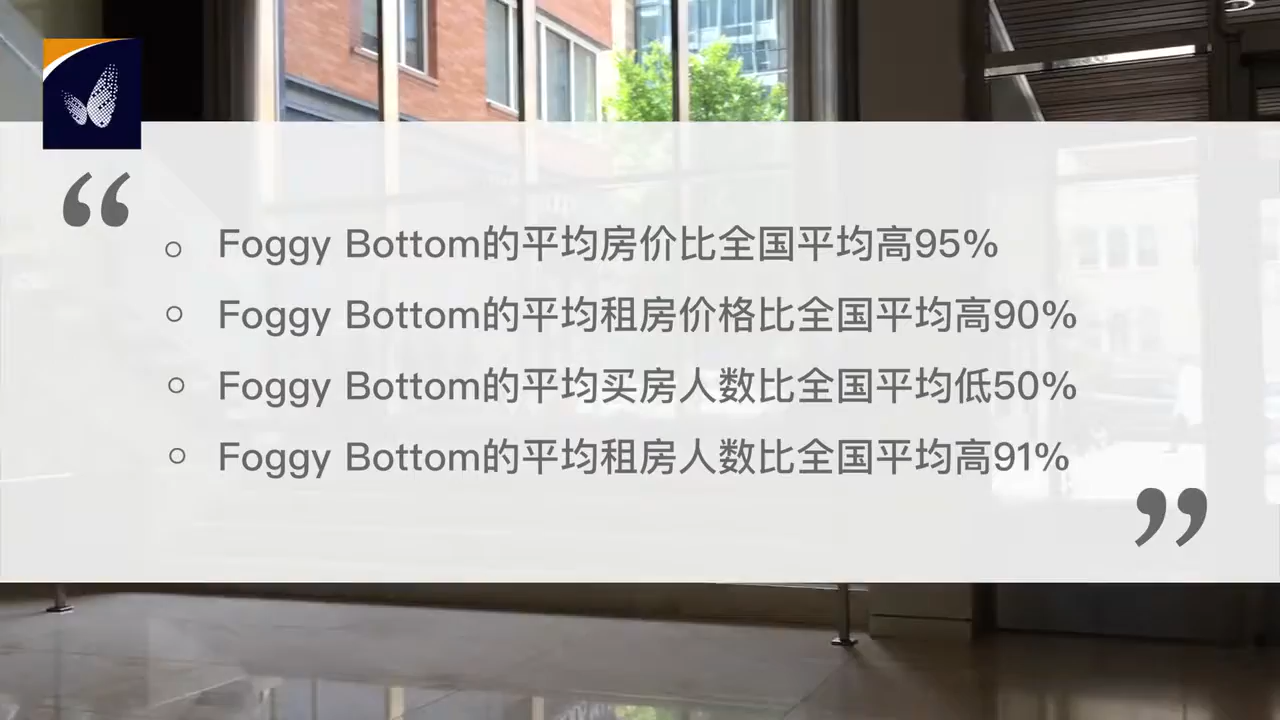 “
Foggy Bottom的平均房价比全国平均高95%
Foggy Bottom的平均租房价格比全国平均高90%
Foggy Bottom的平均买房人数比全国平均低50%
Foggy Bottom的平均租房人数比全国平均高91%
”